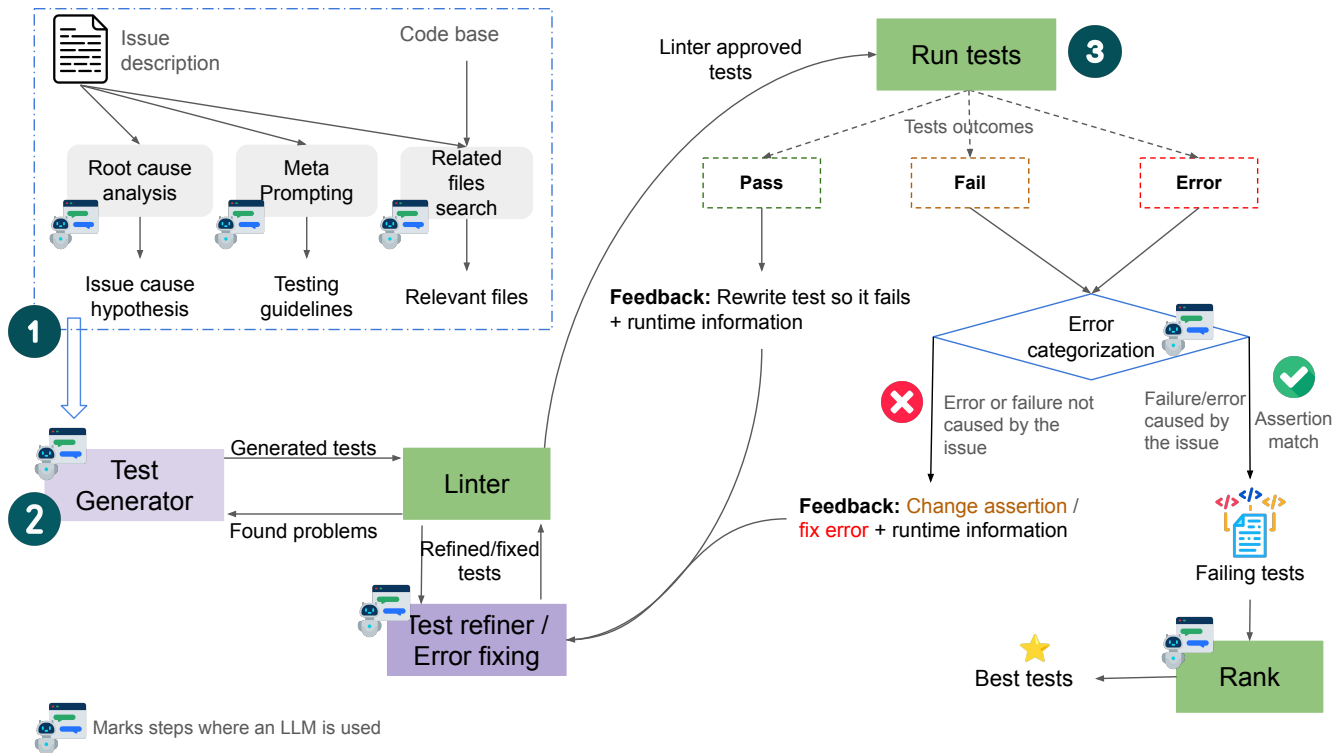 Issue
description
Code base
Root cause
analysis
Meta
Prompting
Related
files
search
Issue cause
hypothesis
Testing
guidelines
Relevant files
1
Test
Generator
2
Generated tests
Found problems
Linter
Refined/fixed
tests
Test refiner /
Error fixing
Marks steps where an LLM is used
Linter approved
tests
Run tests
3
Tests outcomes
Pass
Fail
Error
Feedback: Rewrite test so it fails
+ runtime information
Error
categorization
Error or failure not
caused by the
issue
Failure/error
caused by
the issue
Assertion
match
Feedback: Change assertion /
fix error + runtime information
</> </> </>
Failing tests
Rank
Best tests